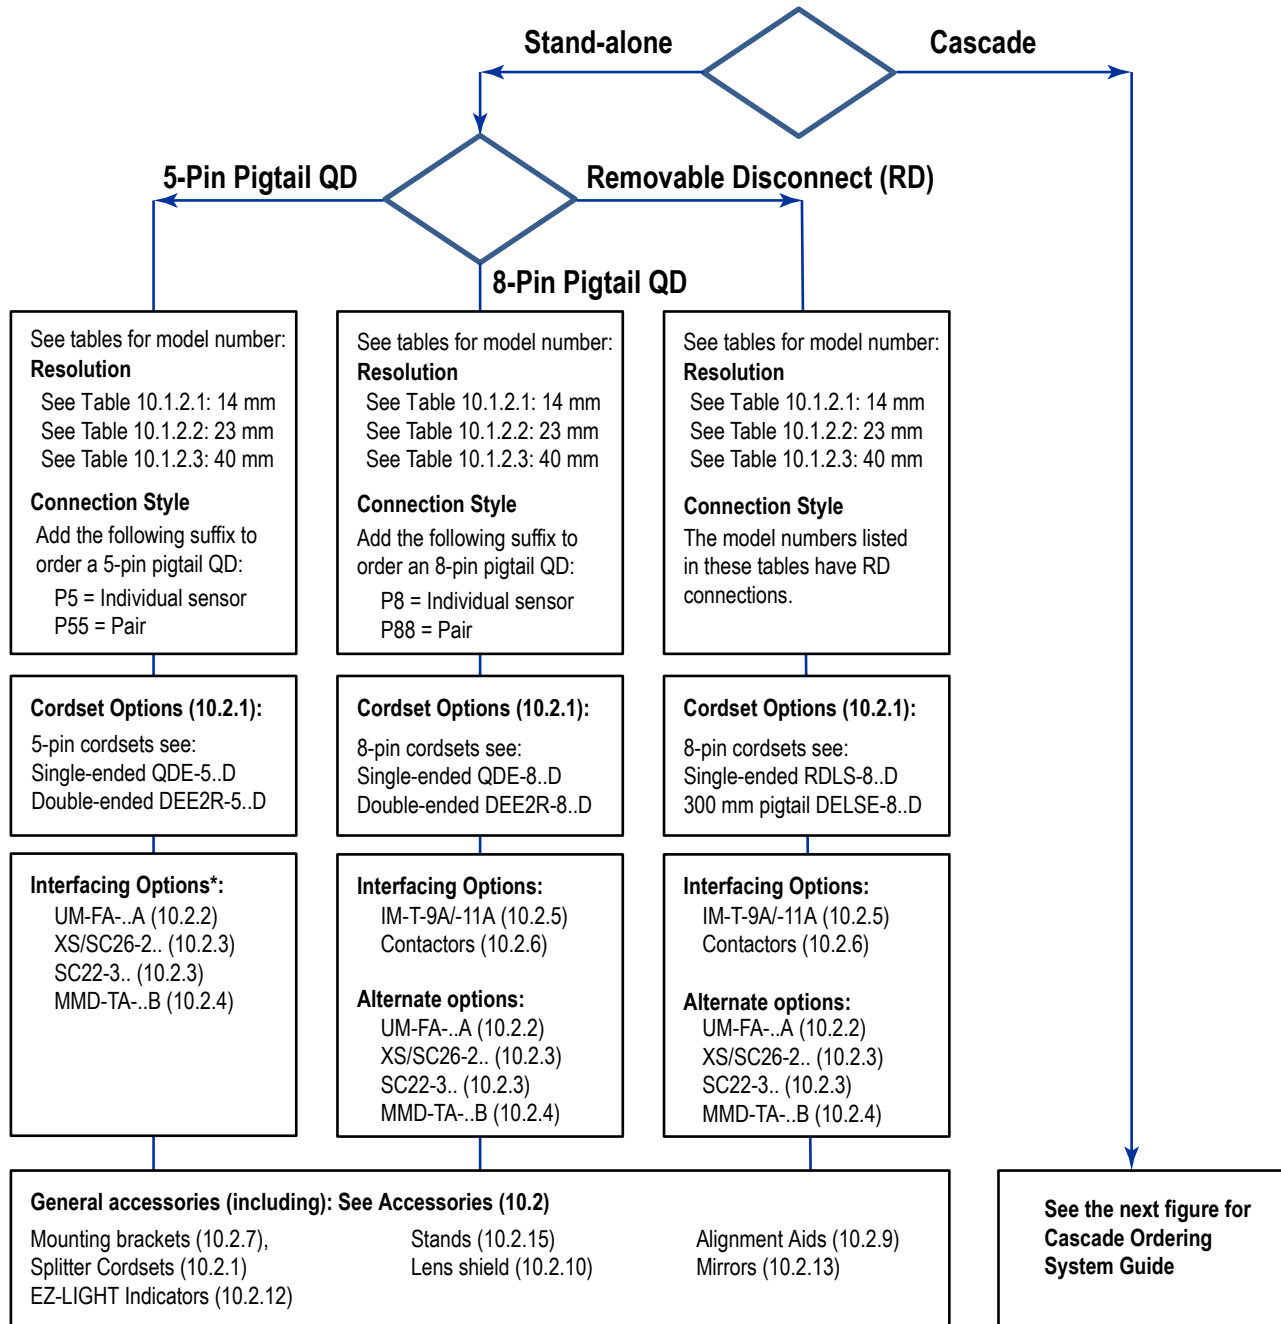 Stand-alone
Cascade
5-Pin Pigtail QD
Removable Disconnect (RD)
8-Pin Pigtail QD
See tables for model number:
Resolution
See Table 10.1.2.1: 14 mm
See Table 10.1.2.2: 23 mm
See Table 10.1.2.3: 40 mm
Connection Style
Add the following suffix to
order a 5-pin pigtail QD:
P5 = Individual sensor
P55 = Pair
See tables for model number:
Resolution
See Table 10.1.2.1: 14 mm
See Table 10.1.2.2: 23 mm
See Table 10.1.2.3: 40 mm
Connection Style
Add the following suffix to
order an 8-pin pigtail QD:
P8 = Individual sensor
P88 = Pair
See tables for model number:
Resolution
See Table 10.1.2.1: 14 mm
See Table 10.1.2.2: 23 mm
See Table 10.1.2.3: 40 mm
Connection Style
The model numbers listed
in these tables have RD
connections.
Cordset Options (10.2.1):
5-pin cordsets see:
Single-ended QDE-5..D
Double-ended DEE2R-5..D
Cordset Options (10.2.1):
8-pin cordsets see:
Single-ended QDE-8..D
Double-ended DEE2R-8..D
Cordset Options (10.2.1):
8-pin cordsets see:
Single-ended RDLS-8..D
300 mm pigtail DELSE-8..D
Interfacing Options*:
UM-FA-..A (10.2.2)
XS/SC26-2.. (10.2.3)
SC22-3.. (10.2.3)
MMD-TA-..B (10.2.4)
Interfacing Options:
IM-T-9A/-11A (10.2.5)
Contactors (10.2.6)
Alternate options:
UM-FA-..A (10.2.2)
XS/SC26-2.. (10.2.3)
SC22-3.. (10.2.3)
MMD-TA-..B (10.2.4)
Interfacing Options:
IM-T-9A/-11A (10.2.5)
Contactors (10.2.6)
Alternate options:
UM-FA-..A (10.2.2)
XS/SC26-2.. (10.2.3)
SC22-3.. (10.2.3)
MMD-TA-..B (10.2.4)
General accessories (including): See Accessories (10.2)
Mounting brackets (10.2.7),
Splitter Cordsets (10.2.1)
EZ-LIGHT Indicators (10.2.12)
Stands (10.2.15)
Lens shield (10.2.10)
Alignment Aids (10.2.9)
Mirrors (10.2.13)
See the next figure for
Cascade Ordering
System Guide